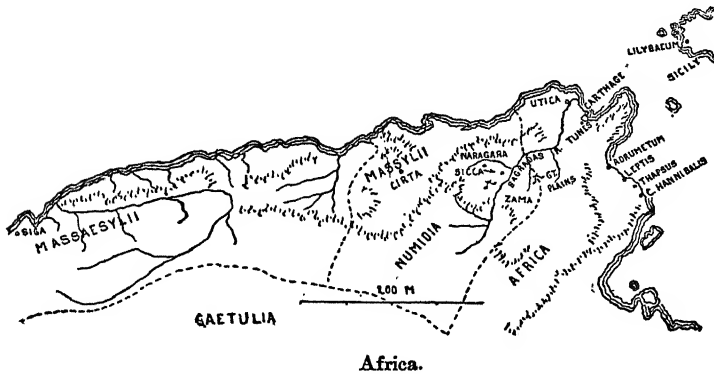 LILYBAEUM
SICILY
CARTHAGE
UTICA
TUNES
ADRUMETUM
LEPTIS
THAPSUS
C. HANNIBALIS
NARAGARA
SICCA
BAGRADAS
GT. PLAINS
ZAMA
MASSYLII
CIRTA
SIGA
MASSAESYLII
NUMIDIA
AFRICA
200 M
GAETULIA
Africa.